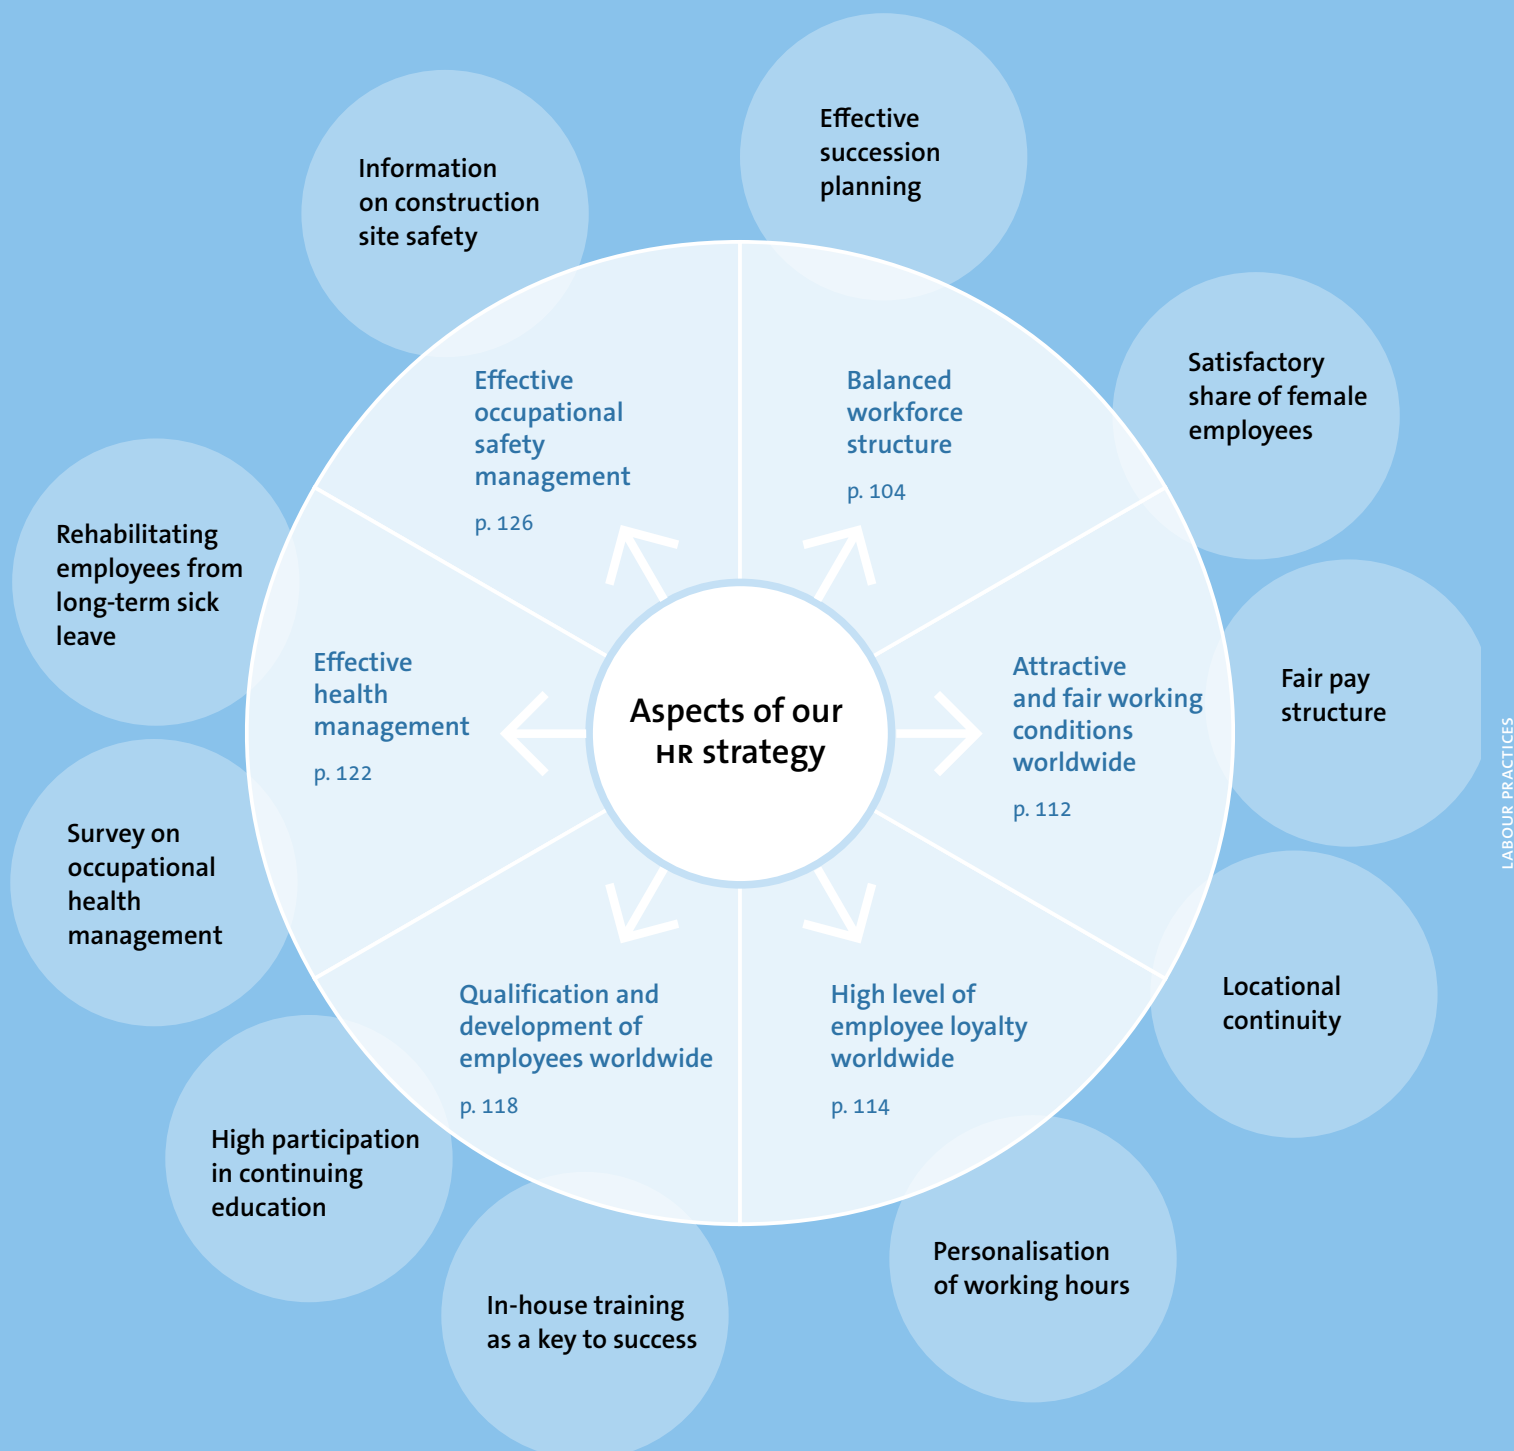 Effective
succession
planning
Information
on construction
site safety
Satisfactory
share of female
employees
Effective
occupational
safety
management
p. 126
Balanced
workforce
structure
p. 104
Rehabilitating
employees from
long-term sick
leave
Effective
health
management
p. 122
Aspects of our
HR strategy
Attractive
and fair working
conditions
worldwide
p. 112
Fair pay
structure
LABOUR PRACTICES
Survey on
occupational
health
management
Qualification and
development of
employees worldwide
p. 118
High level of
employee loyalty
worldwide
p. 114
Locational
continuity
High participation
in continuing
education
Personalisation
of working hours
In-house training
as a key to success